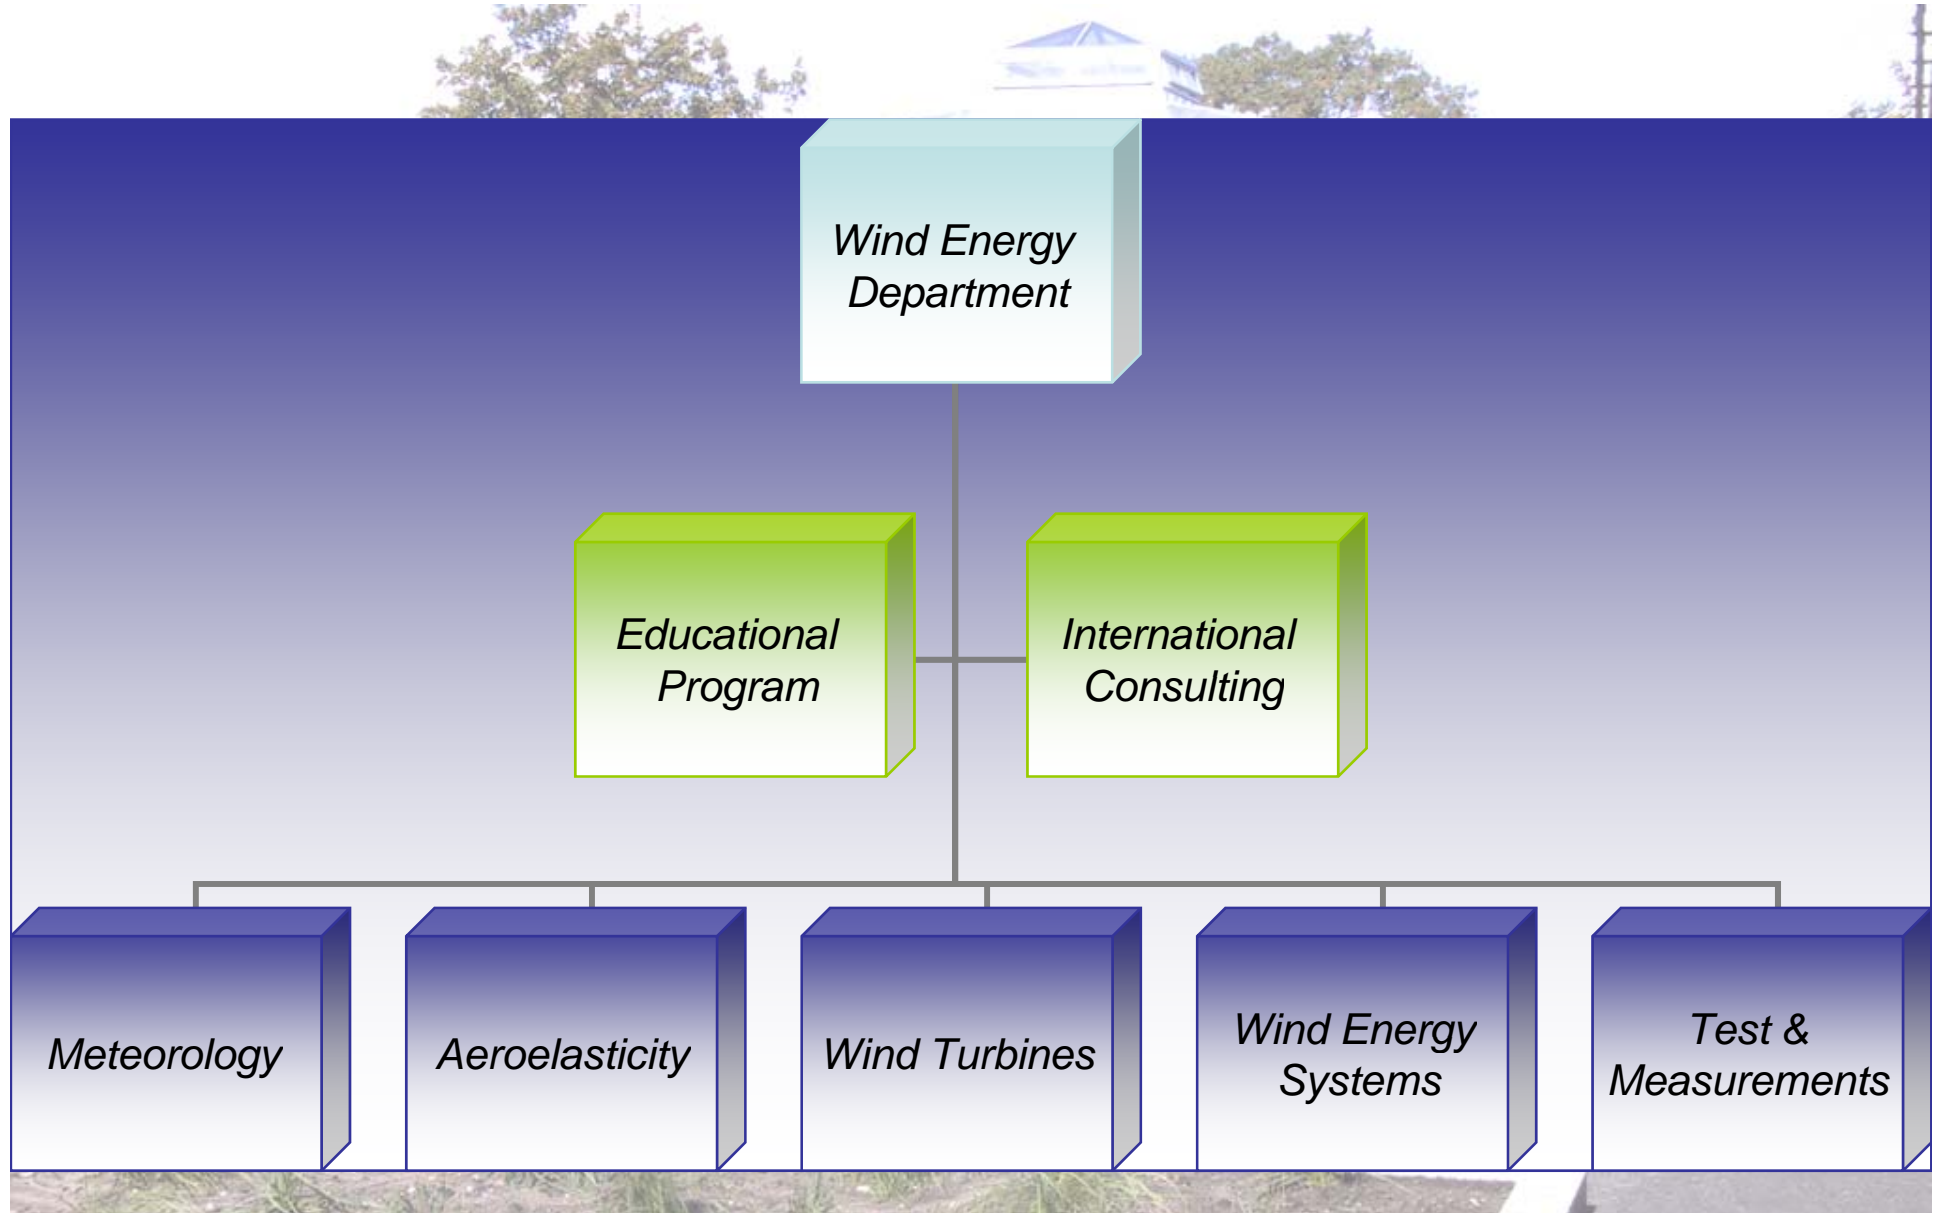 Wind Energy
Department
Educational
Program
International
Consulting
Meteorology
Aeroelasticity
Wind Turbines
Wind Energy
Systems
Test &
Measurements